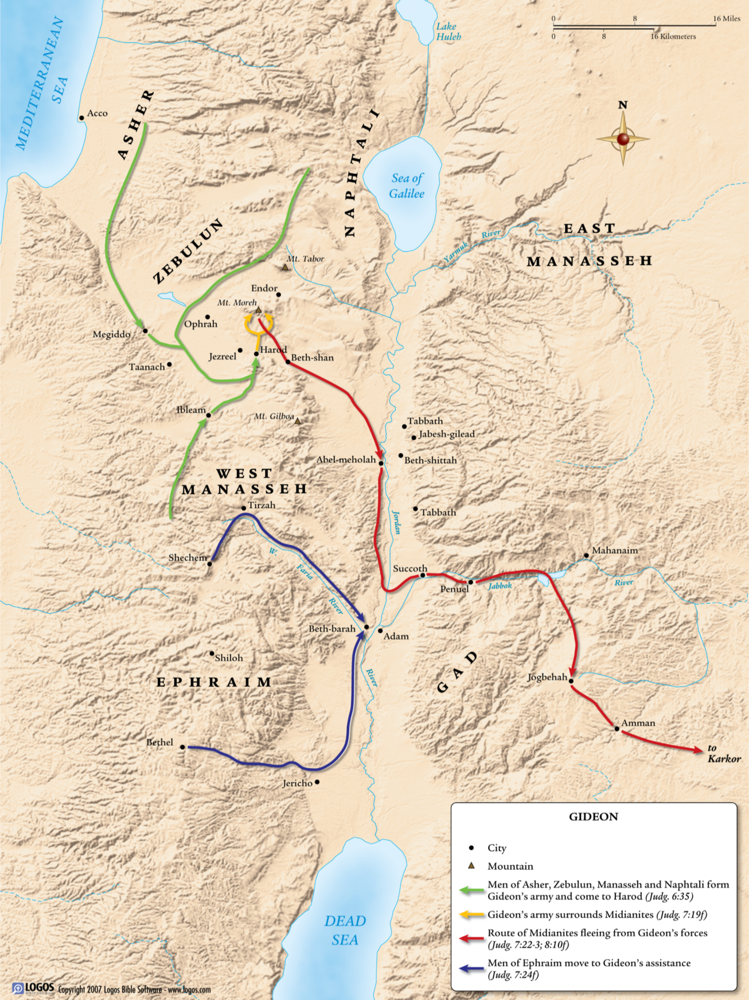 MEDITERRANEAN
SEA
Lake
Huleh
0 8 16 Miles
0 8 16 Kilometers
N
Acco
ASHER
NAPHTALI
Sea of
Galilee
ZEBULUN
EAST
MANASSEH
Yarmuk River
Mt. Tabor
Endor
Mt. Moreh
Ophrah
Megiddo
Jezreel
Harod
Beth-shan
Taanach
Ibleam
Mt. Gilboa
Tabbath
Jabesh-gilead
Abel-meholah
Beth-shittah
WEST
MANASSEH
Tirzah
Tabbath
Jordan
Shechem
W.
Faria
River
Mahanaim
Succoth
Penuel
Jabbok
River
Beth-barah
Adam
Shiloh
EPHRAIM
GAD
River
Jogbehah
Amman
Bethel
to
Karkor
Jericho
DEAD
SEA
GIDEON
City
Mountain
Men of Asher, Zebulun, Manasseh and Naphtali form
Gideon's army and come to Harod (Judg. 6:35)
Gideon's army surrounds Midianites (Judg. 7:19f)
Route of Midianites fleeing from Gideon's forces
(Judg. 7:22-3; 8:10f)
Men of Ephraim move to Gideon's assistance
(Judg. 7:24f)
LOGOS
Bible Software
Copyright 2007 Logos Bible Software - www.logos.com